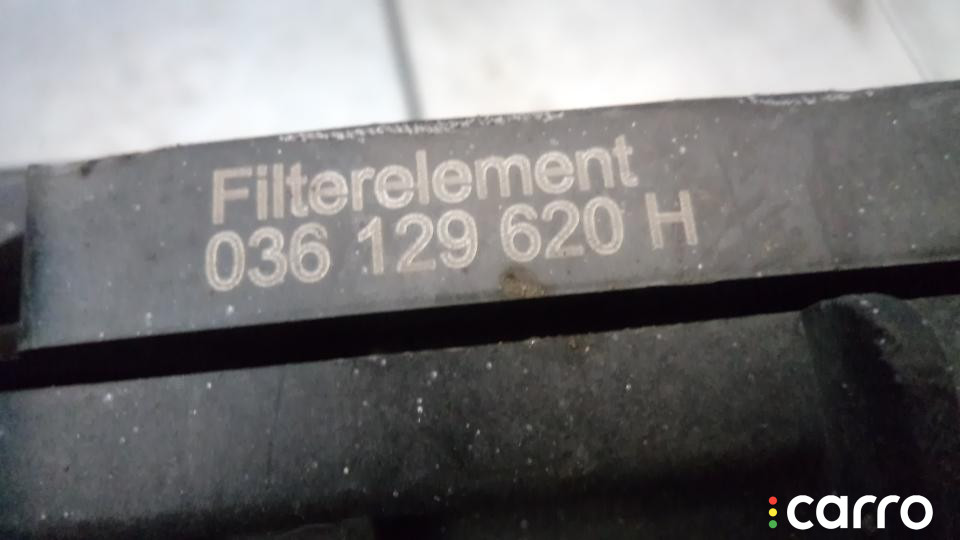 Filterelement
036 129 620 H
carro